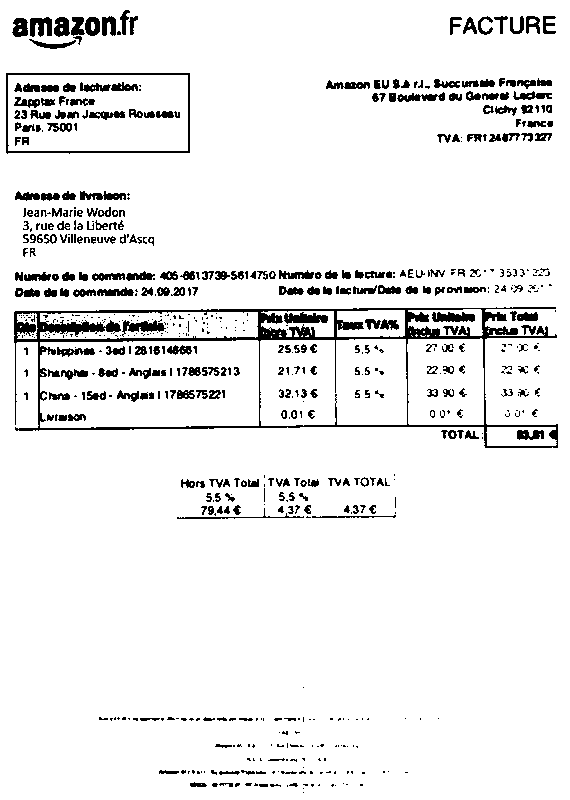 amazon.fr
FACTURE
Adresse de facturation:
Zapptax France
23 Rue Jean Jacques Rousseau
Paris, 75001
FR
Amazon EU S.à r.l., Succursale Française
67 Boulevard du General Leclerc
Clichy 92110
France
TVA: FR12487773327
Adresse de livraison:
Jean-Marie Wodon
3, rue de la Liberté
59650 Villeneuve d'Ascq
FR
Numéro de la commande: 405-6613739-5614750 Numéro de la facture: AEU-INV-FR-2017-35331223
Date de la commande: 24.09.2017 Date de la facture/Date de la provision: 24.09.2017
Qté Description de l'article Prix Unitaire (hors TVA) Taux TVA% Prix Unitaire (inclus TVA) Prix Total (inclus TVA)
1 Philippines - 3ed | 2816148661 25.59 € 5.5 % 27.00 € 27.00 €
1 Shanghai - 8ed - Anglais | 1786575213 21.71 € 5.5 % 22.90 € 22.90 €
1 China - 15ed - Anglais | 1786575221 32.13 € 5.5 % 33.90 € 33.90 €
Livraison 0.01 € 0.01 € 0.01 €
TOTAL 83,81 €
Hors TVA Total TVA Total TVA TOTAL
5.5 % 5.5 %
79,44 € 4,37 € 4,37 €